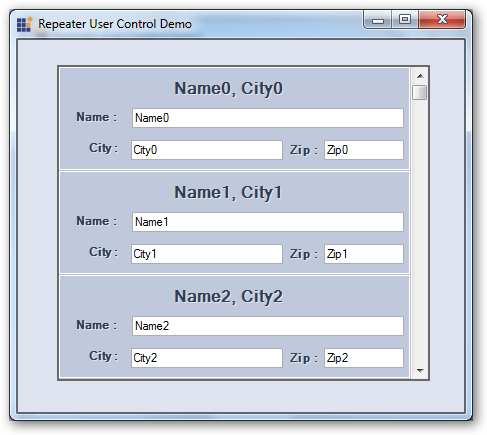 Repeater User Control Demo
Name0, City0
Name : Name0
City : City0 Zip : Zip0
Name1, City1
Name : Name1
City : City1 Zip : Zip1
Name2, City2
Name : Name2
City : City2 Zip : Zip2